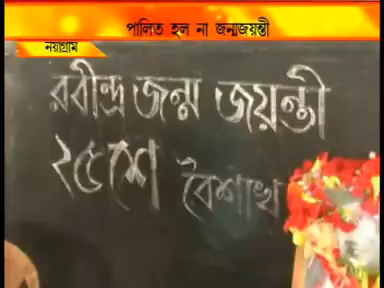 পালিত হল না জন্মজয়ন্তী
নয়াগ্রাম
রবীন্দ্র জন্ম জয়ন্তী
২৫শে বৈশাখ